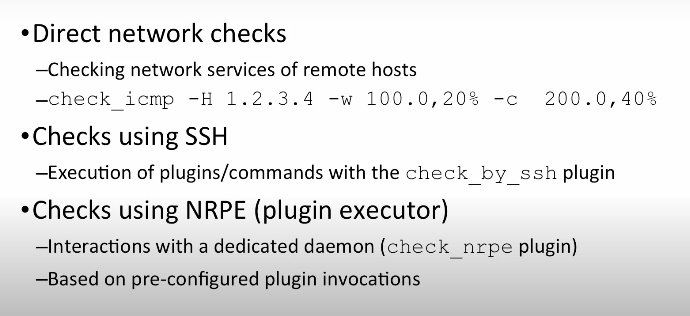 •Direct network checks
–Checking network services of remote hosts
–check_icmp -H 1.2.3.4 -w 100.0,20% -c  200.0,40%
•Checks using SSH
–Execution of plugins/commands with the check_by_ssh plugin
•Checks using NRPE (plugin executor)
–Interactions with a dedicated daemon (check_nrpe plugin)
–Based on pre-configured plugin invocations